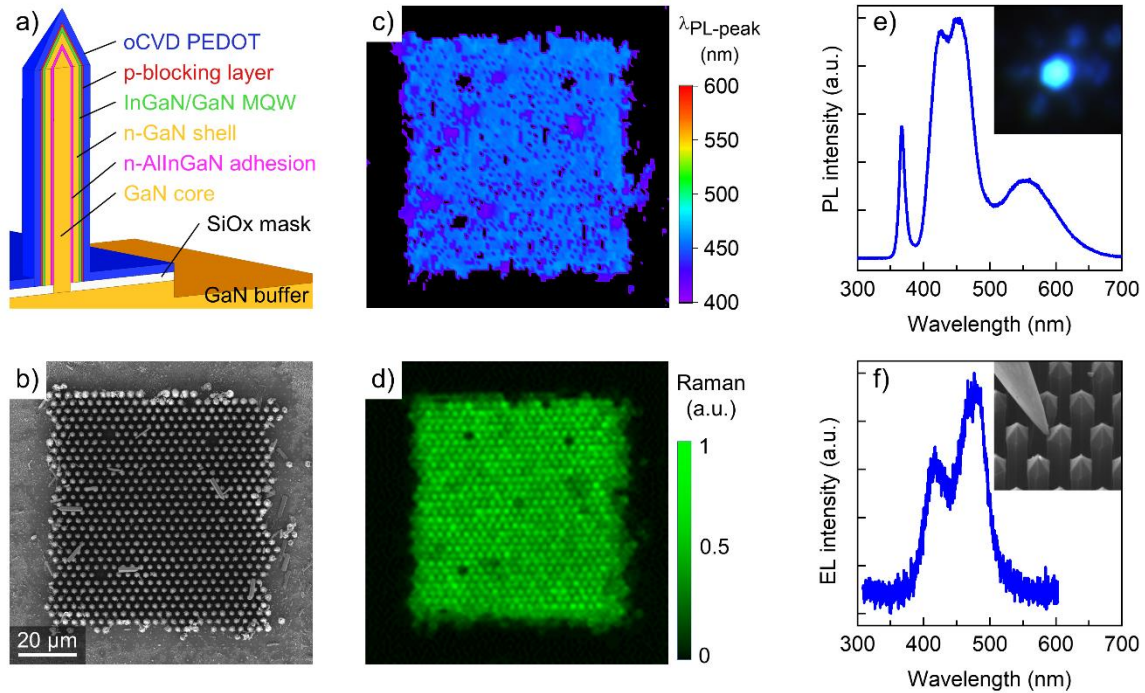 a)
oCVD PEDOT
p-blocking layer
InGaN/GaN MQW
n-GaN shell
n-AlInGaN adhesion
GaN core
SiOx mask
GaN buffer
b)
20 µm
c)
λPL-peak
(nm)
600
550
500
450
400
d)
Raman
(a.u.)
1
0.5
0
e)
PL intensity (a.u.)
300 400 500 600 700
Wavelength (nm)
f)
EL intensity (a.u.)
300 400 500 600 700
Wavelength (nm)